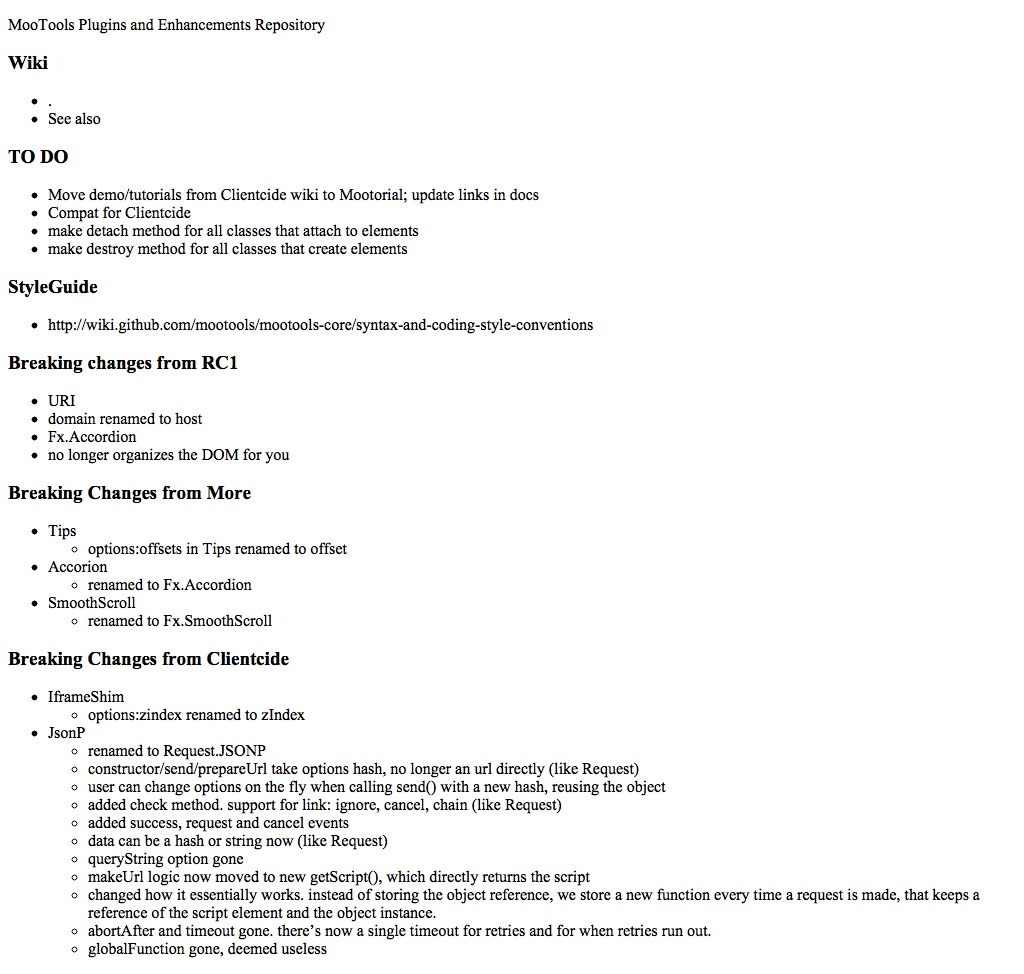 MooTools Plugins and Enhancements Repository
Wiki
• .
• See also
TO DO
• Move demo/tutorials from Clientcide wiki to Mootorial; update links in docs
• Compat for Clientcide
• make detach method for all classes that attach to elements
• make destroy method for all classes that create elements
StyleGuide
• http://wiki.github.com/mootools/mootools-core/syntax-and-coding-style-conventions
Breaking changes from RC1
• URI
• domain renamed to host
• Fx.Accordion
• no longer organizes the DOM for you
Breaking Changes from More
• Tips
◦ options:offsets in Tips renamed to offset
• Accorion
◦ renamed to Fx.Accordion
• SmoothScroll
◦ renamed to Fx.SmoothScroll
Breaking Changes from Clientcide
• IframeShim
◦ options:zindex renamed to zIndex
• JsonP
◦ renamed to Request.JSONP
◦ constructor/send/prepareUrl take options hash, no longer an url directly (like Request)
◦ user can change options on the fly when calling send() with a new hash, reusing the object
◦ added check method. support for link: ignore, cancel, chain (like Request)
◦ added success, request and cancel events
◦ data can be a hash or string now (like Request)
◦ queryString option gone
◦ makeUrl logic now moved to new getScript(), which directly returns the script
◦ changed how it essentially works. instead of storing the object reference, we store a new function every time a request is made, that keeps a
reference of the script element and the object instance.
◦ abortAfter and timeout gone. there’s now a single timeout for retries and for when retries run out.
◦ globalFunction gone, deemed useless